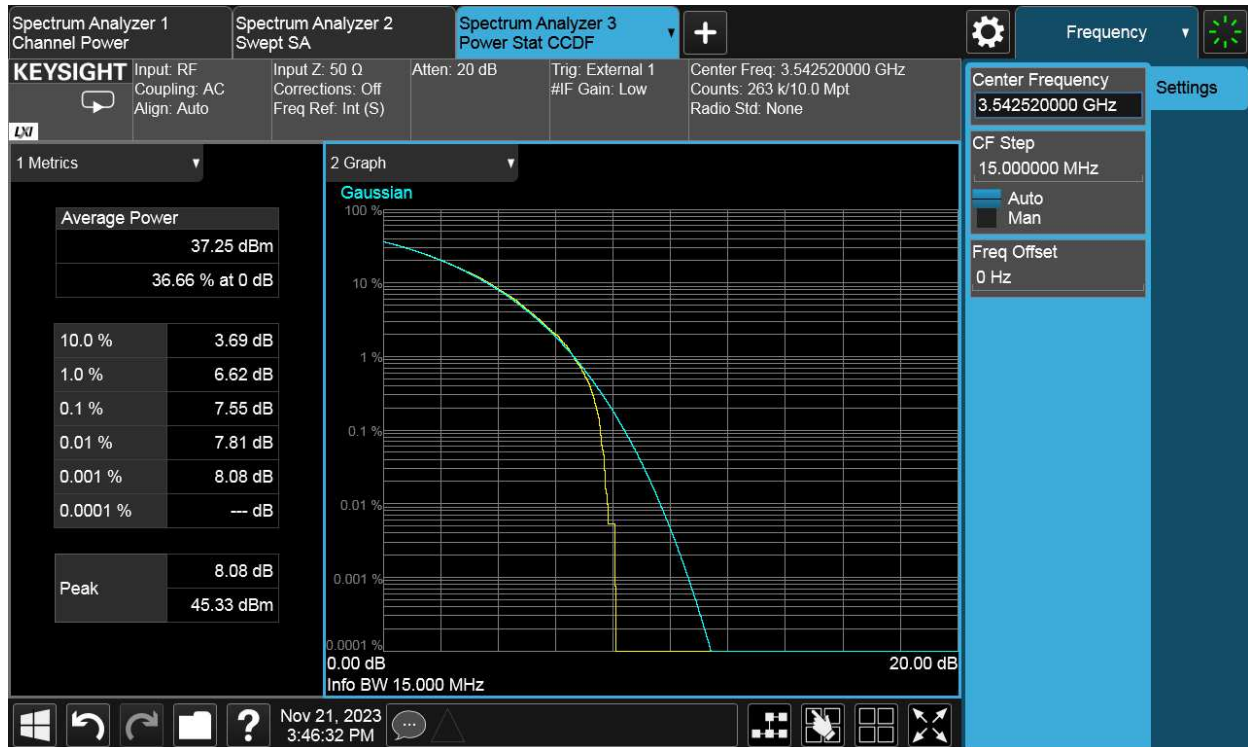 Spectrum Analyzer 1
Channel Power
Spectrum Analyzer 2
Swept SA
Spectrum Analyzer 3
Power Stat CCDF
Frequency
KEYSIGHT
LXI
Input: RF
Coupling: AC
Align: Auto
Input Z: 50 Ω
Corrections: Off
Freq Ref: Int (S)
Atten: 20 dB
Trig: External 1
#IF Gain: Low
Center Freq: 3.542520000 GHz
Counts: 263 k/10.0 Mpt
Radio Std: None
Center Frequency
3.542520000 GHz
Settings
CF Step
15.000000 MHz
Auto
Man
Freq Offset
0 Hz
1 Metrics
Average Power
37.25 dBm
36.66 % at 0 dB
10.0 % 3.69 dB
1.0 % 6.62 dB
0.1 % 7.55 dB
0.01 % 7.81 dB
0.001 % 8.08 dB
0.0001 % --- dB
Peak
8.08 dB
45.33 dBm
2 Graph
Gaussian
100 %
10 %
1 %
0.1 %
0.01 %
0.001 %
0.0001 %
0.00 dB 20.00 dB
Info BW 15.000 MHz
?
Nov 21, 2023
3:46:32 PM